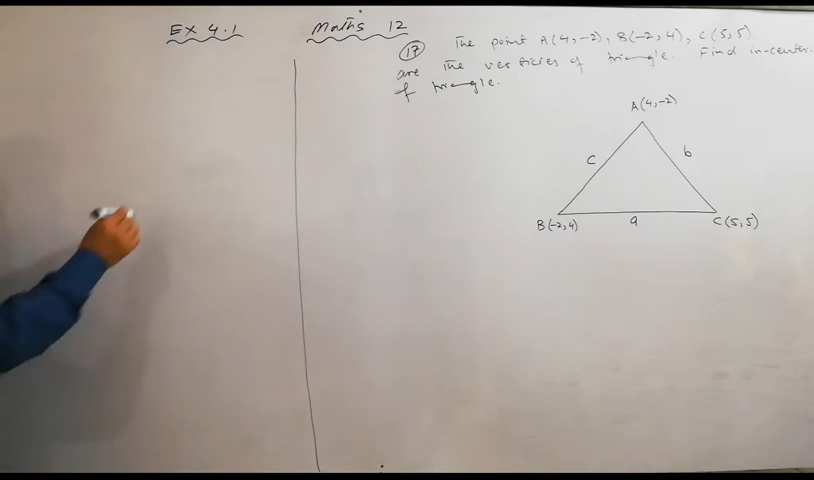 EX 4.1
Maths 12
17 The point A(4,-2), B(-2,4), C(5,5)
are the verticies of triangle. Find in-center.
of triangle.
A(4,-2)
c
b
B(-2,4)
a
C(5,5)